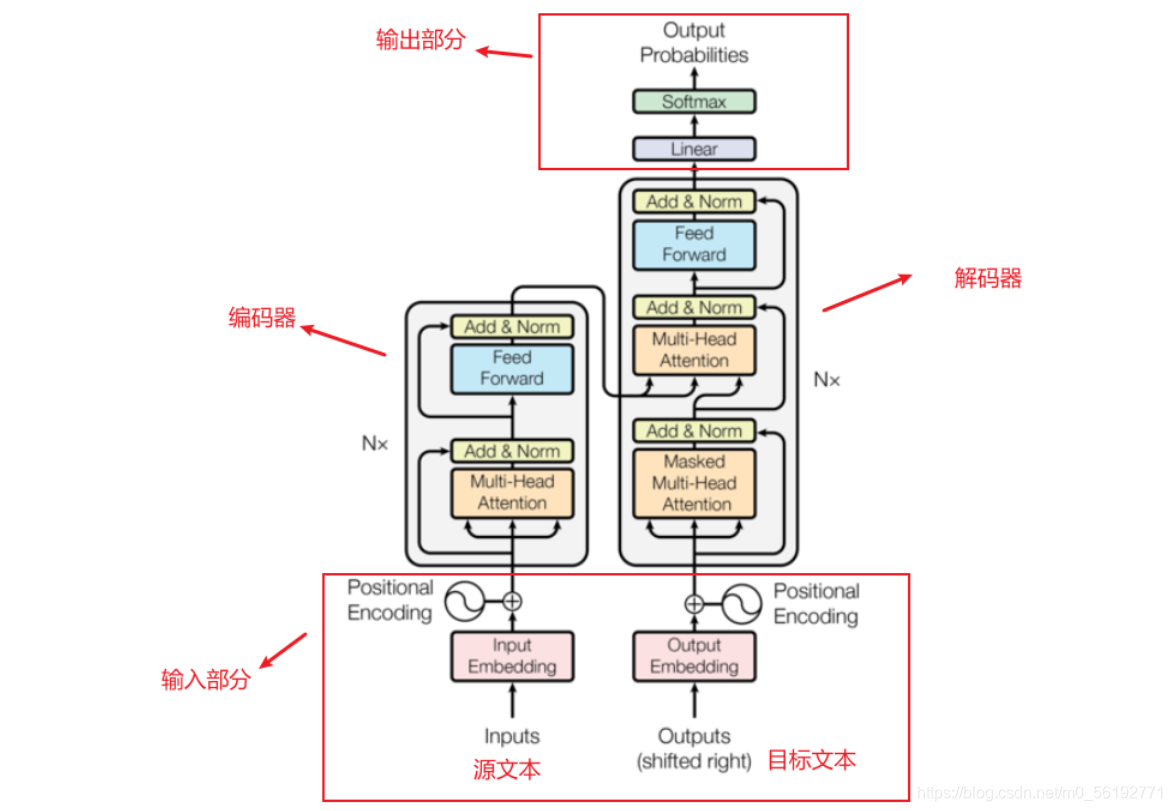 Output
Probabilities
输出部分
Softmax
Linear
Add & Norm
Feed
Forward
解码器
Add & Norm
Multi-Head
Attention
N×
Add & Norm
Masked
Multi-Head
Attention
编码器
Add & Norm
Feed
Forward
N×
Add & Norm
Multi-Head
Attention
Positional
Encoding
Positional
Encoding
Input
Embedding
Output
Embedding
输入部分
Inputs
源文本
Outputs
(shifted right)
目标文本
https://blog.csdn.net/m0_56192771